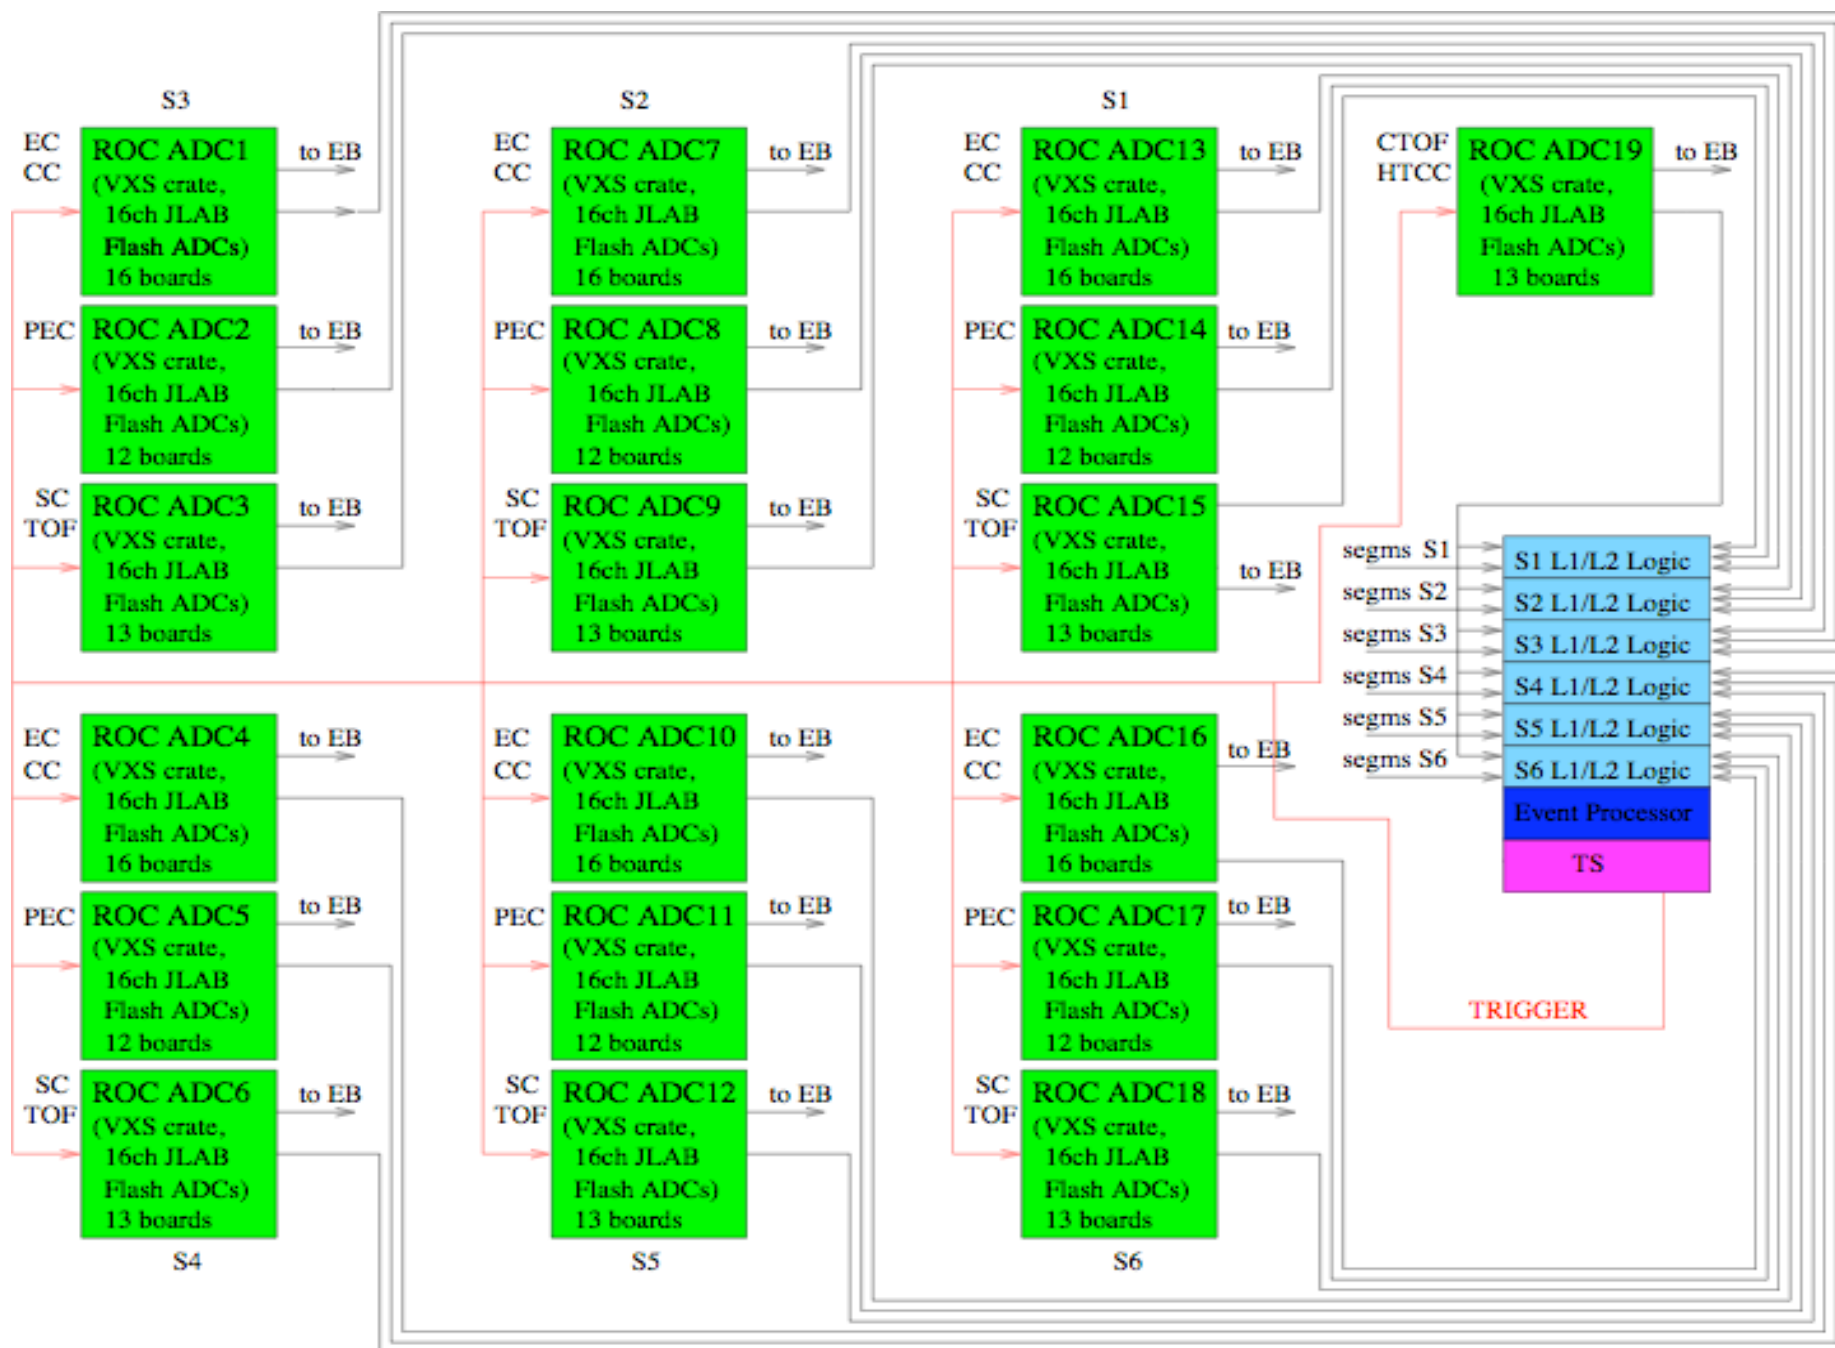 S3
EC
CC
ROC ADC1
(VXS crate,
16ch JLAB
Flash ADCs)
16 boards
to EB
PEC
ROC ADC2
(VXS crate,
16ch JLAB
Flash ADCs)
12 boards
to EB
SC
TOF
ROC ADC3
(VXS crate,
16ch JLAB
Flash ADCs)
13 boards
to EB
S2
EC
CC
ROC ADC7
(VXS crate,
16ch JLAB
Flash ADCs)
16 boards
to EB
PEC
ROC ADC8
(VXS crate,
16ch JLAB
Flash ADCs)
12 boards
to EB
SC
TOF
ROC ADC9
(VXS crate,
16ch JLAB
Flash ADCs)
13 boards
to EB
S1
EC
CC
ROC ADC13
(VXS crate,
16ch JLAB
Flash ADCs)
16 boards
to EB
PEC
ROC ADC14
(VXS crate,
16ch JLAB
Flash ADCs)
12 boards
to EB
SC
TOF
ROC ADC15
(VXS crate,
16ch JLAB
Flash ADCs)
13 boards
to EB
CTOF
HTCC
ROC ADC19
(VXS crate,
16ch JLAB
Flash ADCs)
13 boards
to EB
segms S1
segms S2
segms S3
segms S4
segms S5
segms S6
S1 L1/L2 Logic
S2 L1/L2 Logic
S3 L1/L2 Logic
S4 L1/L2 Logic
S5 L1/L2 Logic
S6 L1/L2 Logic
Event Processor
TS
TRIGGER
EC
CC
ROC ADC4
(VXS crate,
16ch JLAB
Flash ADCs)
16 boards
to EB
PEC
ROC ADC5
(VXS crate,
16ch JLAB
Flash ADCs)
12 boards
to EB
SC
TOF
ROC ADC6
(VXS crate,
16ch JLAB
Flash ADCs)
13 boards
to EB
S4
EC
CC
ROC ADC10
(VXS crate,
16ch JLAB
Flash ADCs)
16 boards
to EB
PEC
ROC ADC11
(VXS crate,
16ch JLAB
Flash ADCs)
12 boards
to EB
SC
TOF
ROC ADC12
(VXS crate,
16ch JLAB
Flash ADCs)
13 boards
to EB
S5
EC
CC
ROC ADC16
(VXS crate,
16ch JLAB
Flash ADCs)
16 boards
to EB
PEC
ROC ADC17
(VXS crate,
16ch JLAB
Flash ADCs)
12 boards
to EB
SC
TOF
ROC ADC18
(VXS crate,
16ch JLAB
Flash ADCs)
13 boards
to EB
S6